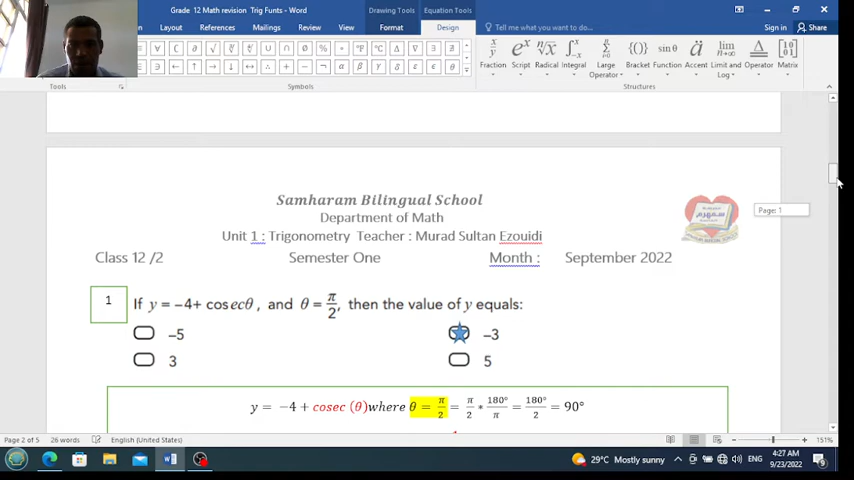 Grade 12 Math revision Trig Funts - Word
Drawing Tools
Equation Tools
Sign in
Share
Layout
References
Mailings
Review
View
Format
Design
Tell me what you want to do...
Fraction
Script
Radical
Integral
Large Operator
Bracket
Function
Accent
Limit and Log
Operator
Matrix
Tools
Symbols
Structures
Page: 1
Samharam Bilingual School
Department of Math
Unit 1 : Trigonometry Teacher : Murad Sultan Ezouidi
Class 12 /2
Semester One
Month :
September 2022
1
If y = −4+ cosecθ , and θ = π/2, then the value of y equals:
−5
−3
3
5
y = −4 + cosec (θ)where θ = π/2 = π/2 * 180°/π = 180°/2 = 90°
Page 2 of 5
26 words
English (United States)
151%
29°C Mostly sunny
ENG
4:27 AM
9/23/2022